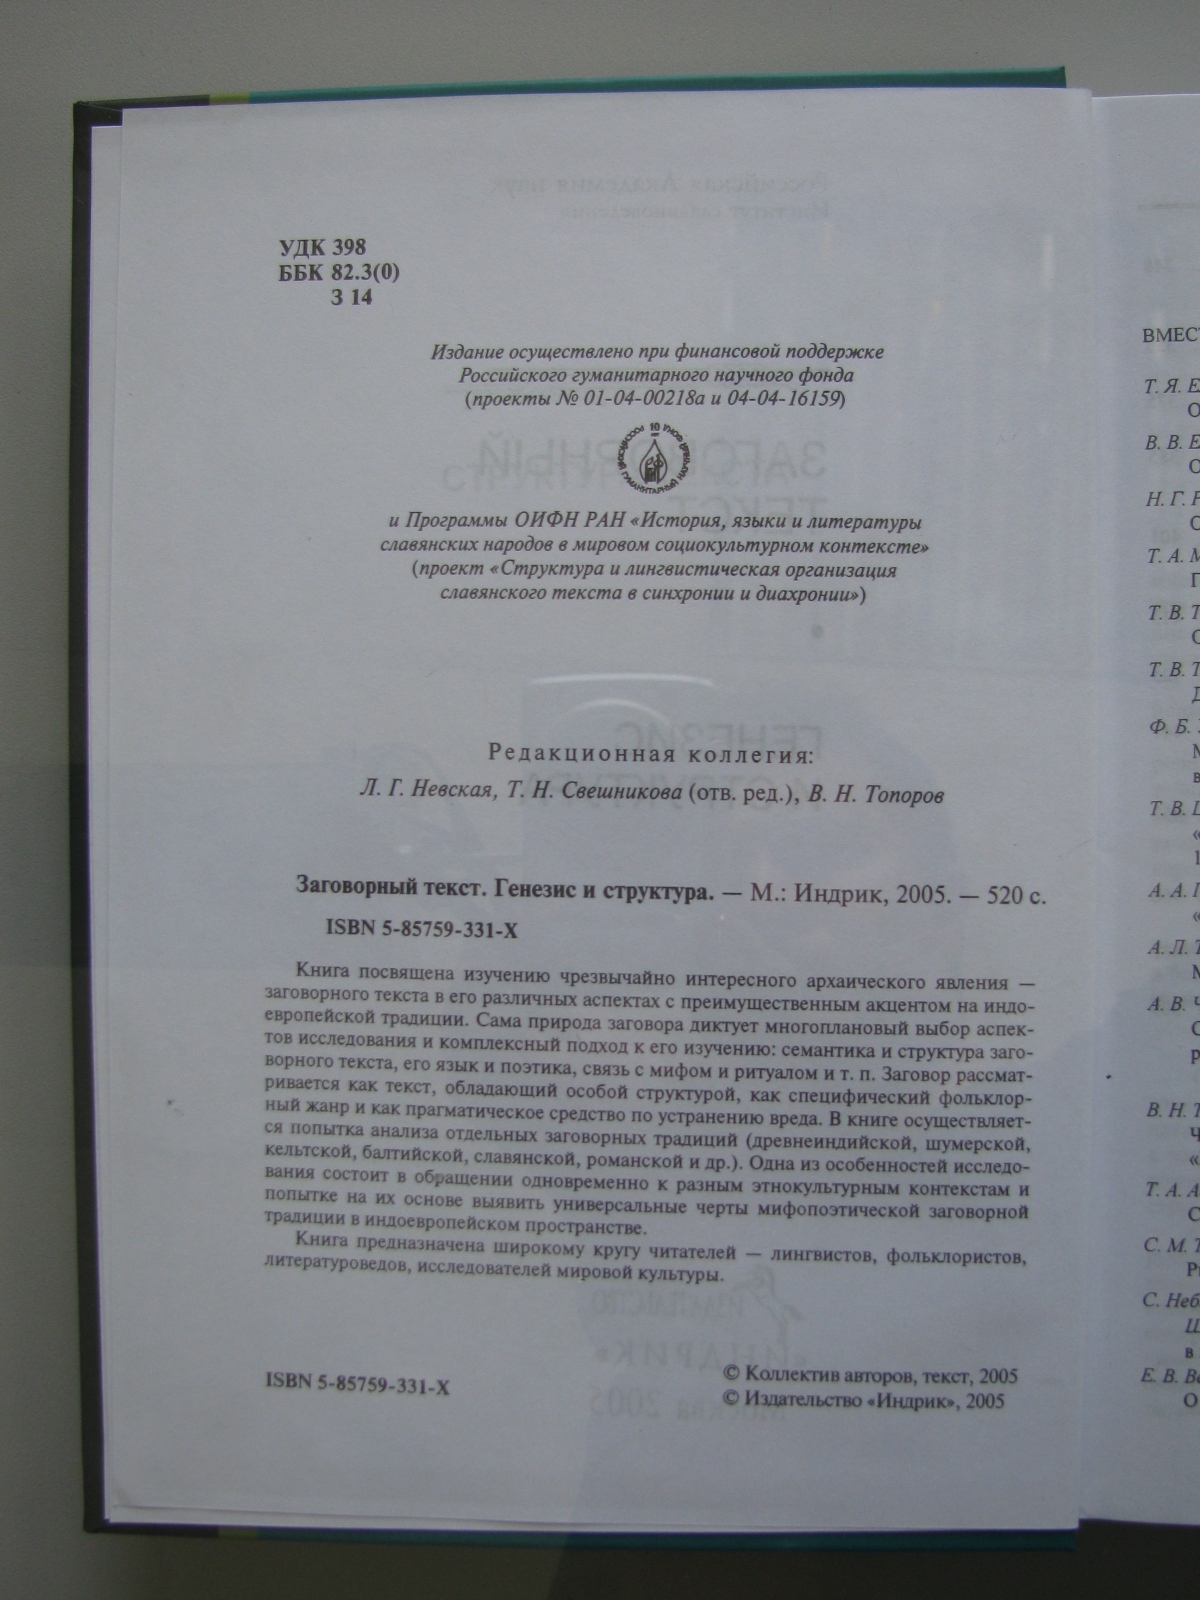 УДК 398
ББК 82.3(0)
З 14
Издание осуществлено при финансовой поддержке
Российского гуманитарного научного фонда
(проекты № 01-04-00218а и 04-04-16159)
и Программы ОИФН РАН «История, языки и литературы
славянских народов в мировом социокультурном контексте»
(проект «Структура и лингвистическая организация
славянского текста в синхронии и диахронии»)
Редакционная коллегия:
Л. Г. Невская, Т. Н. Свешникова (отв. ред.), В. Н. Топоров
Заговорный текст. Генезис и структура. — М.: Индрик, 2005. — 520 с.
ISBN 5-85759-331-X
Книга посвящена изучению чрезвычайно интересного архаического явления —
заговорного текста в его различных аспектах с преимущественным акцентом на индо-
европейской традиции. Сама природа заговора диктует многоплановый выбор аспек-
тов исследования и комплексный подход к его изучению: семантика и структура заго-
ворного текста, его язык и поэтика, связь с мифом и ритуалом и т. п. Заговор рассмат-
ривается как текст, обладающий особой структурой, как специфический фольклор-
ный жанр и как прагматическое средство по устранению вреда. В книге осуществляет-
ся попытка анализа отдельных заговорных традиций (древнеиндийской, шумерской,
кельтской, балтийской, славянской, романской и др.). Одна из особенностей исследо-
вания состоит в обращении одновременно к разным этнокультурным контекстам и
попытке на их основе выявить универсальные черты мифопоэтической заговорной
традиции в индоевропейском пространстве.
Книга предназначена широкому кругу читателей — лингвистов, фольклористов,
литературоведов, исследователей мировой культуры.
ISBN 5-85759-331-X
© Коллектив авторов, текст, 2005
© Издательство «Индрик», 2005
Т. Я.
В. В.
Н. Г.
Т. А.
Т. В.
Т. В.
Ф. Б.
Т. В.
А. А.
А. Л.
А. В.
В. Н.
Т. А.
С. М.
С.
Е. В.